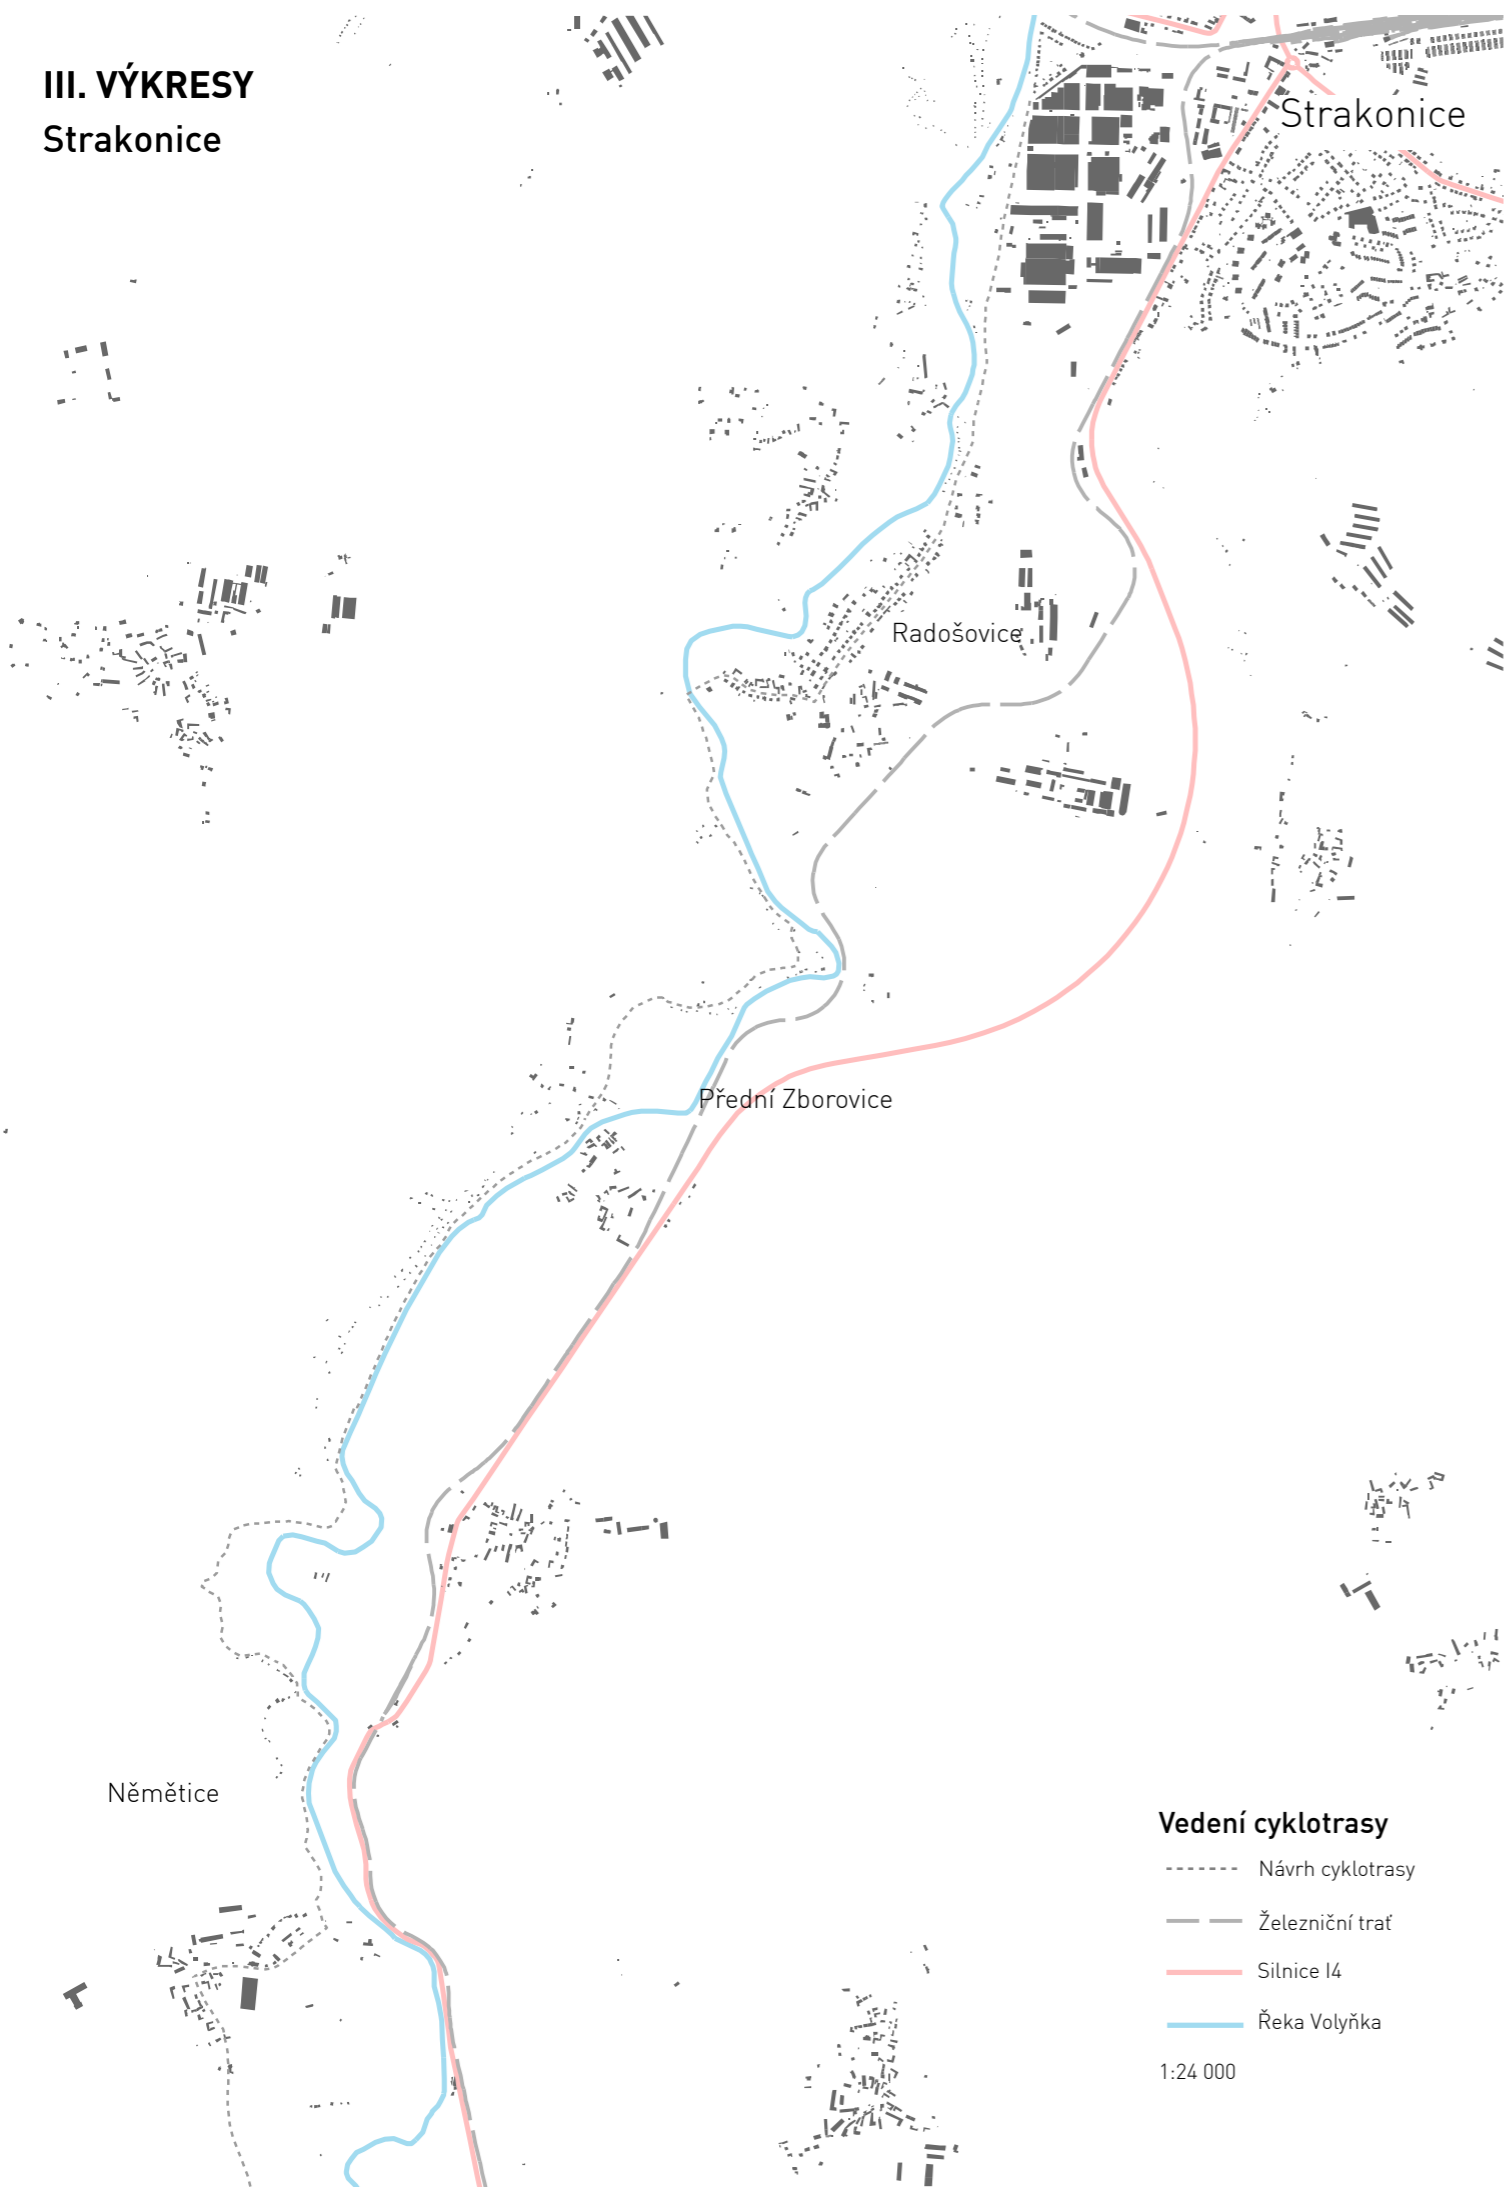 III. VÝKRESY
Strakonice
Strakonice
Radošovice
Přední Zborovice
Němětice
Vedení cyklotrasy
Návrh cyklotrasy
Železniční trať
Silnice I4
Řeka Volyňka
1:24 000